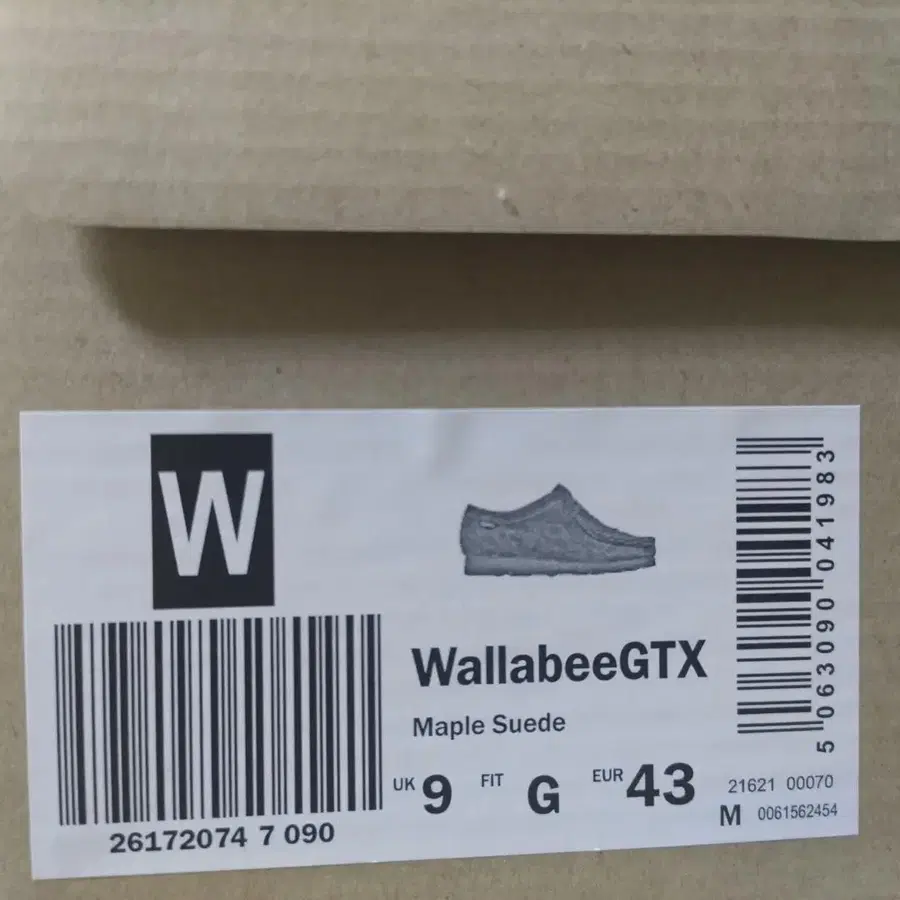 W
26172074 7 090
WallabeeGTX
Maple Suede
UK 9 FIT G EUR 43
5 063090 041983
21621 00070
M 0061562454